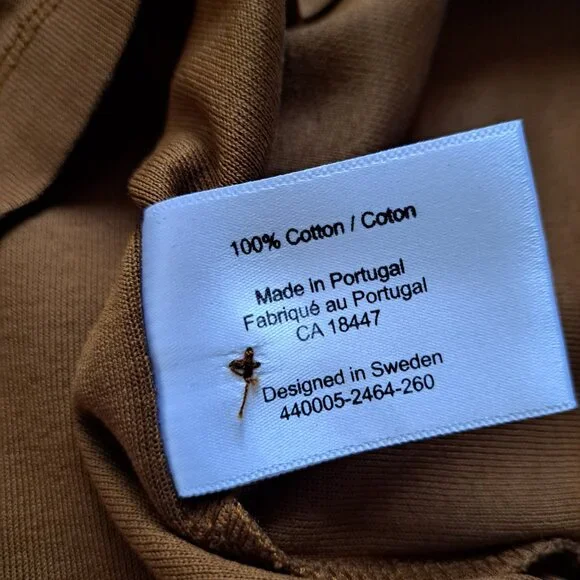 100% Cotton / Coton
Made in Portugal
Fabriqué au Portugal
CA 18447
Designed in Sweden
440005-2464-260